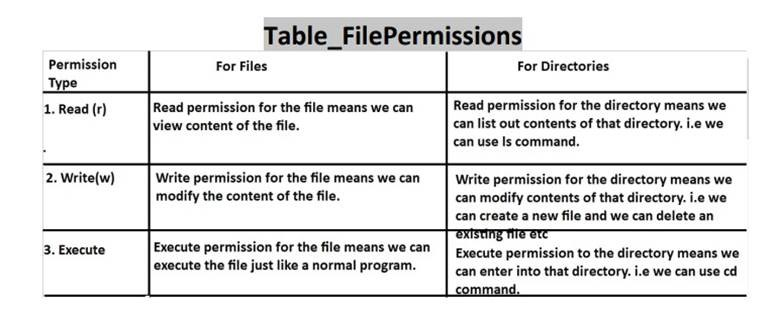 Table_FilePermissions
Permission
Type
For Files
For Directories
1. Read (r)
Read permission for the file means we can
view content of the file.
Read permission for the directory means we
can list out contents of that directory. i.e we
can use ls command.
2. Write(w)
Write permission for the file means we can
modify the content of the file.
Write permission for the directory means we
can modify contents of that directory. i.e we
can create a new file and we can delete an
existing file etc
3. Execute
Execute permission for the file means we can
execute the file just like a normal program.
Execute permission to the directory means we
can enter into that directory. i.e we can use cd
command.